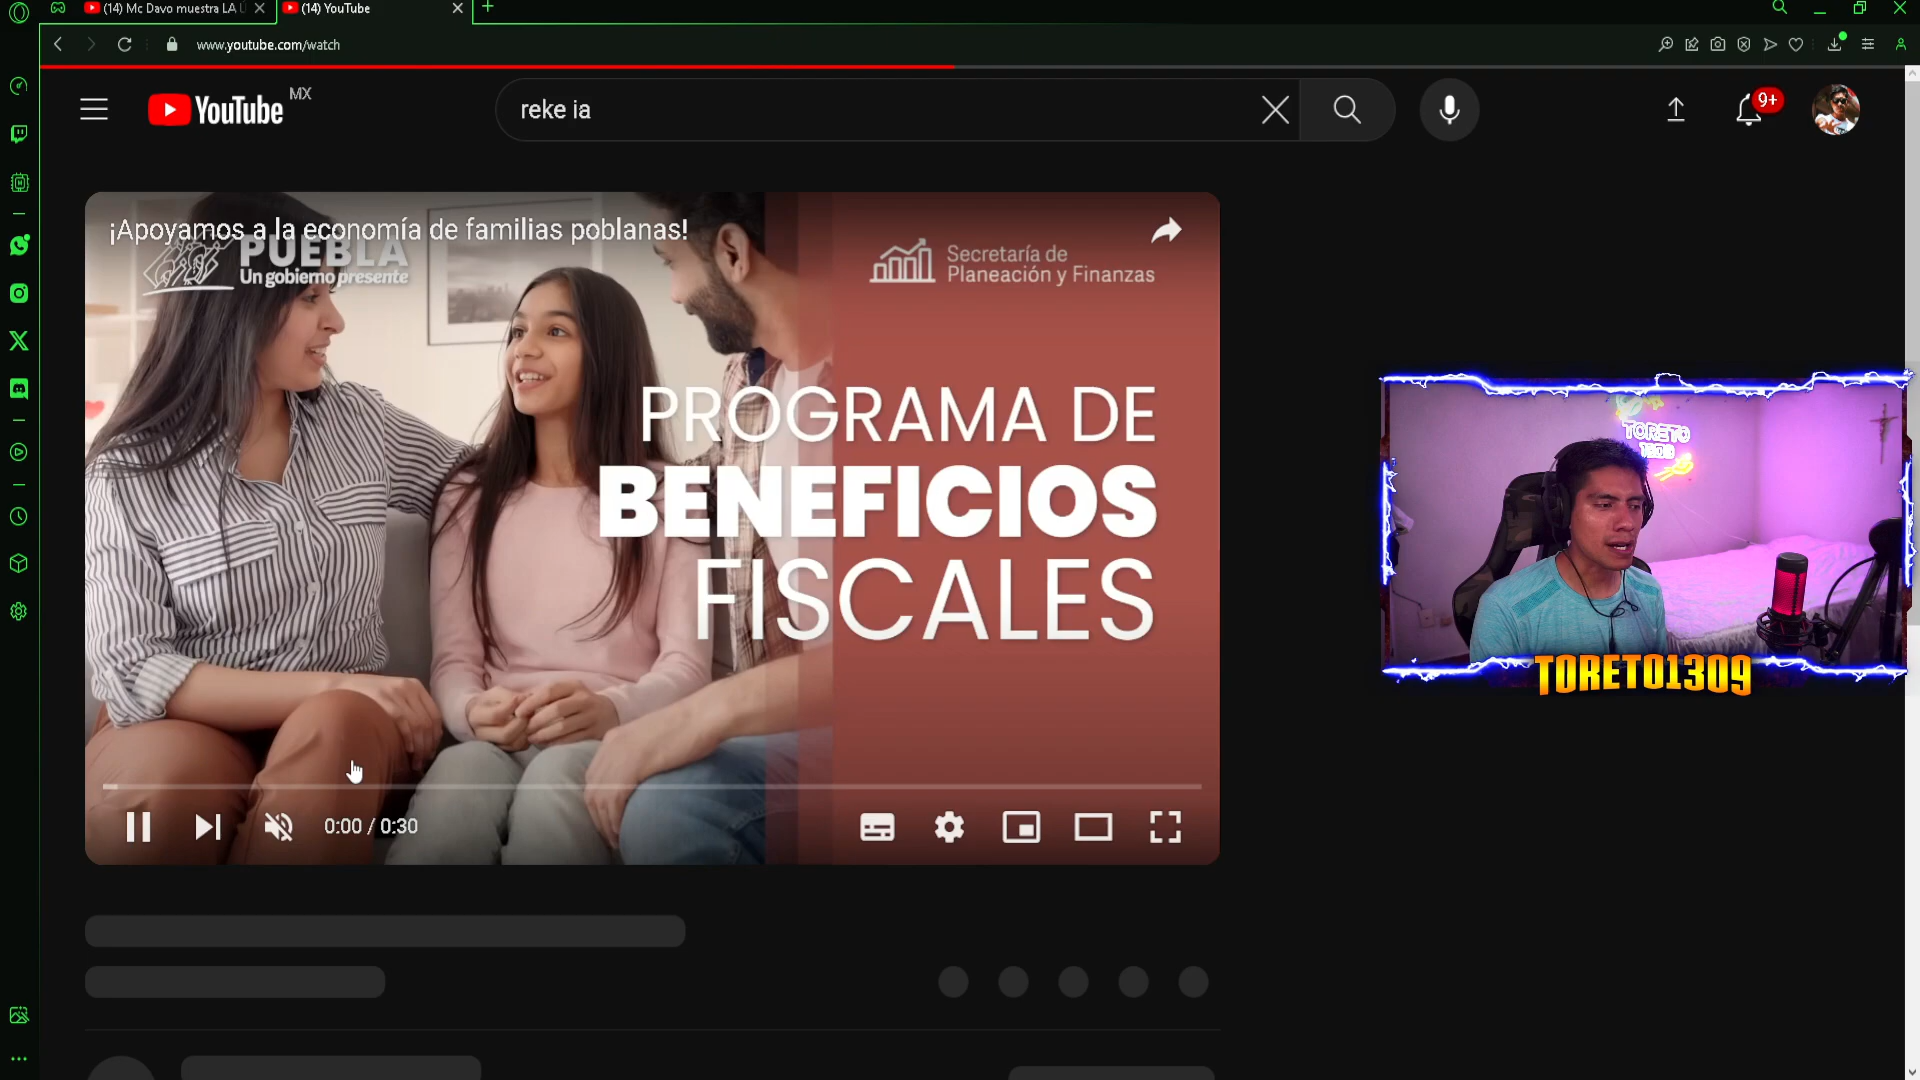 (14) Mc Davo muestra LA Ú
(14) YouTube
www.youtube.com/watch
YouTube MX
reke ia
9+
¡Apoyamos a la economía de familias poblanas!
PUEBLA
Un gobierno presente
Secretaría de
Planeación y Finanzas
PROGRAMA DE
BENEFICIOS
FISCALES
0:00 / 0:30
TORETO
1309
TORETO1309